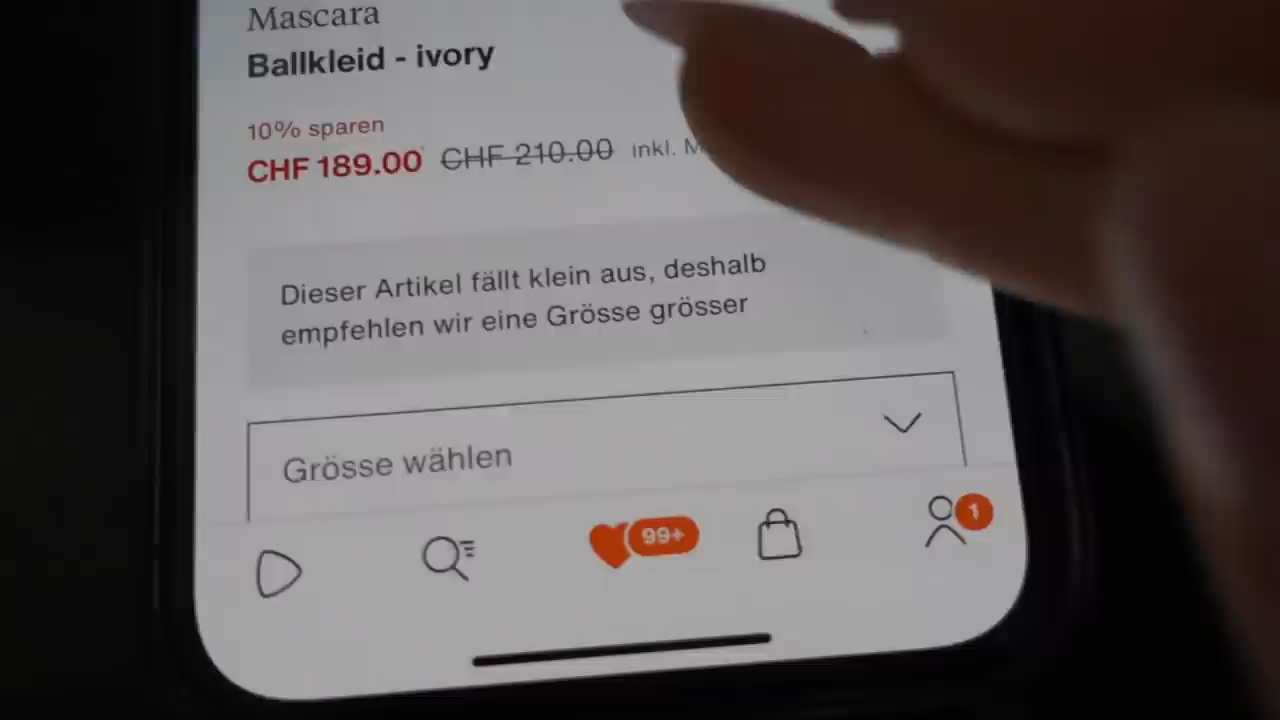 Mascara
Ballkleid - ivory
10% sparen
CHF 189.00 CHF 210.00 inkl.
Dieser Artikel fällt klein aus, deshalb
empfehlen wir eine Grösse grösser
Grösse wählen
99+
1